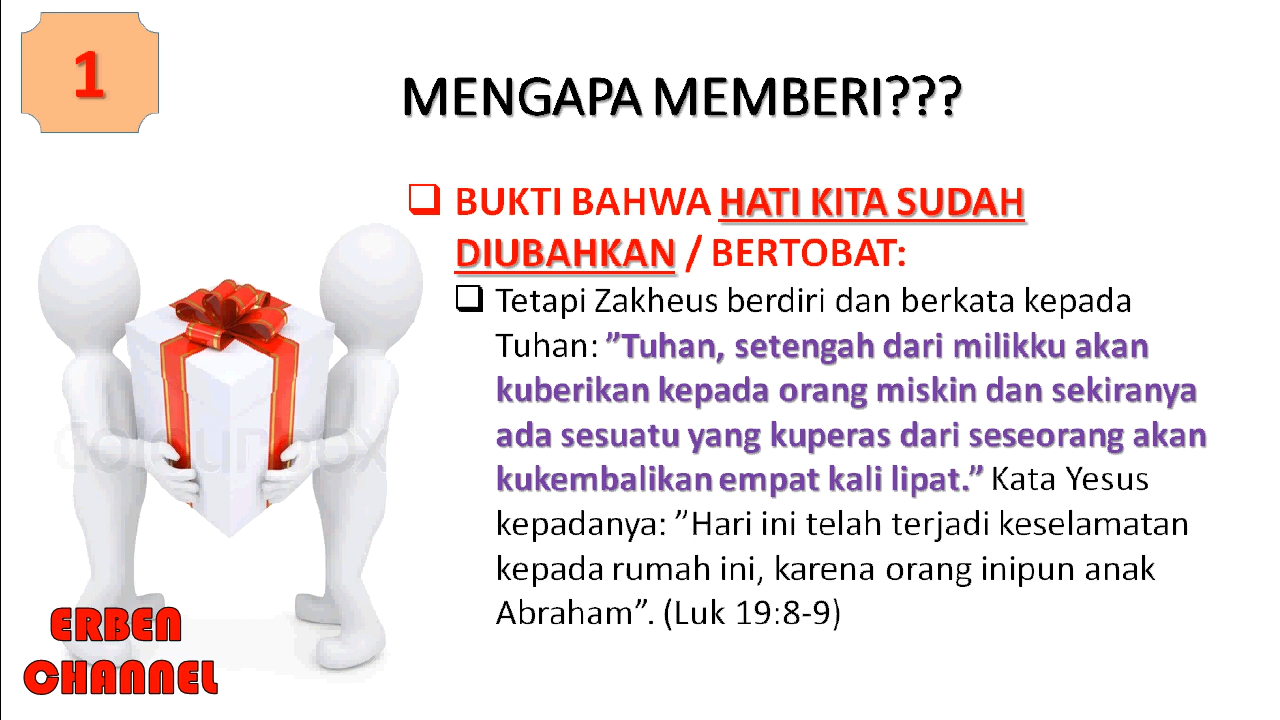 1
MENGAPA MEMBERI???
BUKTI BAHWA HATI KITA SUDAH
DIUBAHKAN / BERTOBAT:
Tetapi Zakheus berdiri dan berkata kepada
Tuhan: ”Tuhan, setengah dari milikku akan
kuberikan kepada orang miskin dan sekiranya
ada sesuatu yang kuperas dari seseorang akan
kukembalikan empat kali lipat.” Kata Yesus
kepadanya: ”Hari ini telah terjadi keselamatan
kepada rumah ini, karena orang inipun anak
Abraham”. (Luk 19:8-9)
colourbox
ERBEN
CHANNEL